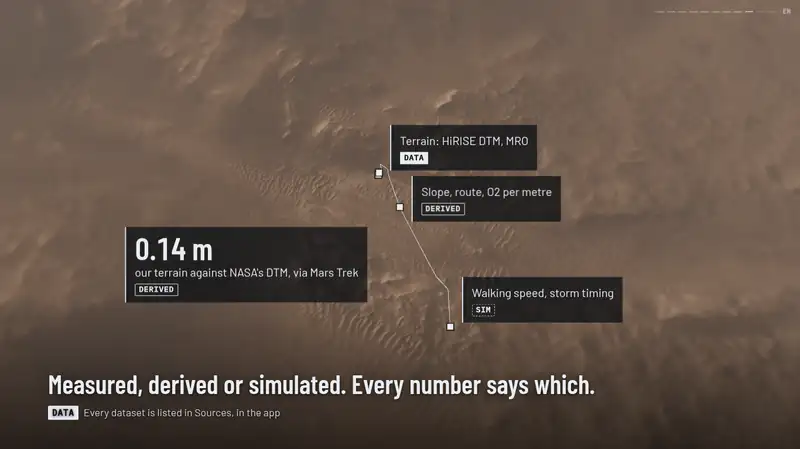 EN
Terrain: HiRISE DTM, MRO
DATA
Slope, route, O2 per metre
DERIVED
0.14 m
our terrain against NASA's DTM, via Mars Trek
DERIVED
Walking speed, storm timing
SIM
Measured, derived or simulated. Every number says which.
DATA Every dataset is listed in Sources, in the app